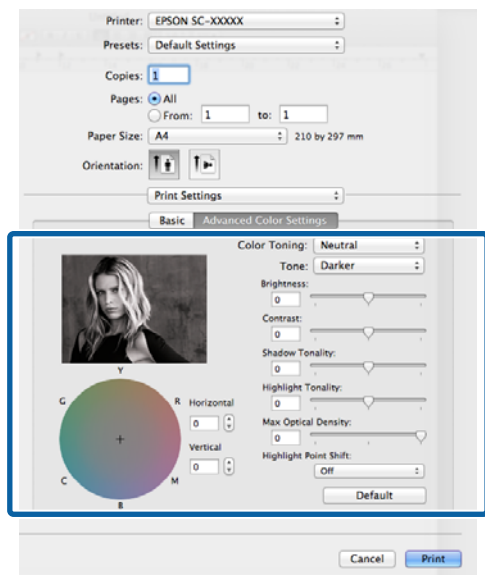 Printer: EPSON SC-XXXXX
Presets: Default Settings
Copies: 1
Pages: All
From: 1 to: 1
Paper Size: A4 210 by 297 mm
Orientation:
Print Settings
Basic Advanced Color Settings
Color Toning: Neutral
Tone: Darker
Brightness:
0
Contrast:
0
Shadow Tonality:
0
Highlight Tonality:
0
Max Optical Density:
0
Highlight Point Shift:
Off
Default
Y
G R
C M
B
Horizontal
0
Vertical
0
Cancel Print